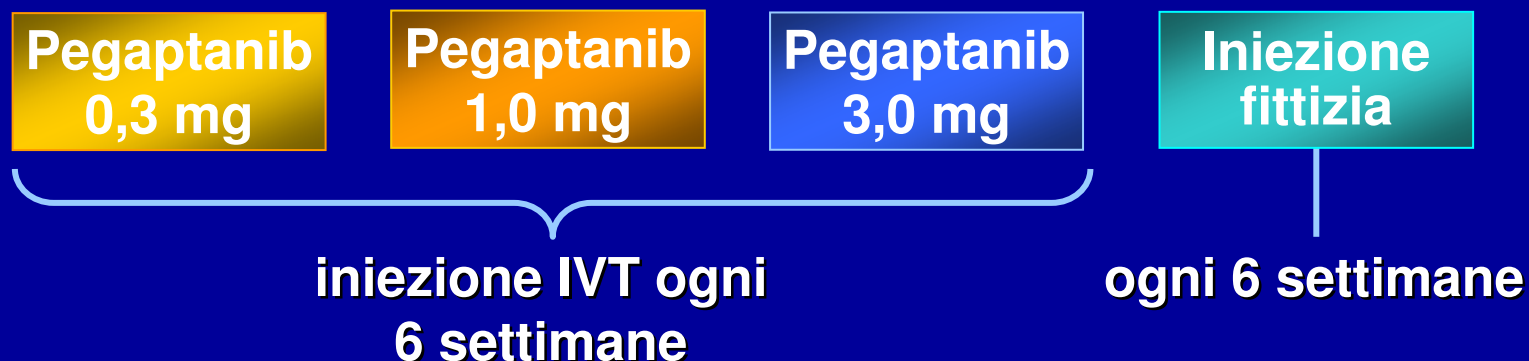 Pegaptanib
0,3 mg
Pegaptanib
1,0 mg
Pegaptanib
3,0 mg
Iniezione
fittizia
iniezione IVT ogni
6 settimane
ogni 6 settimane